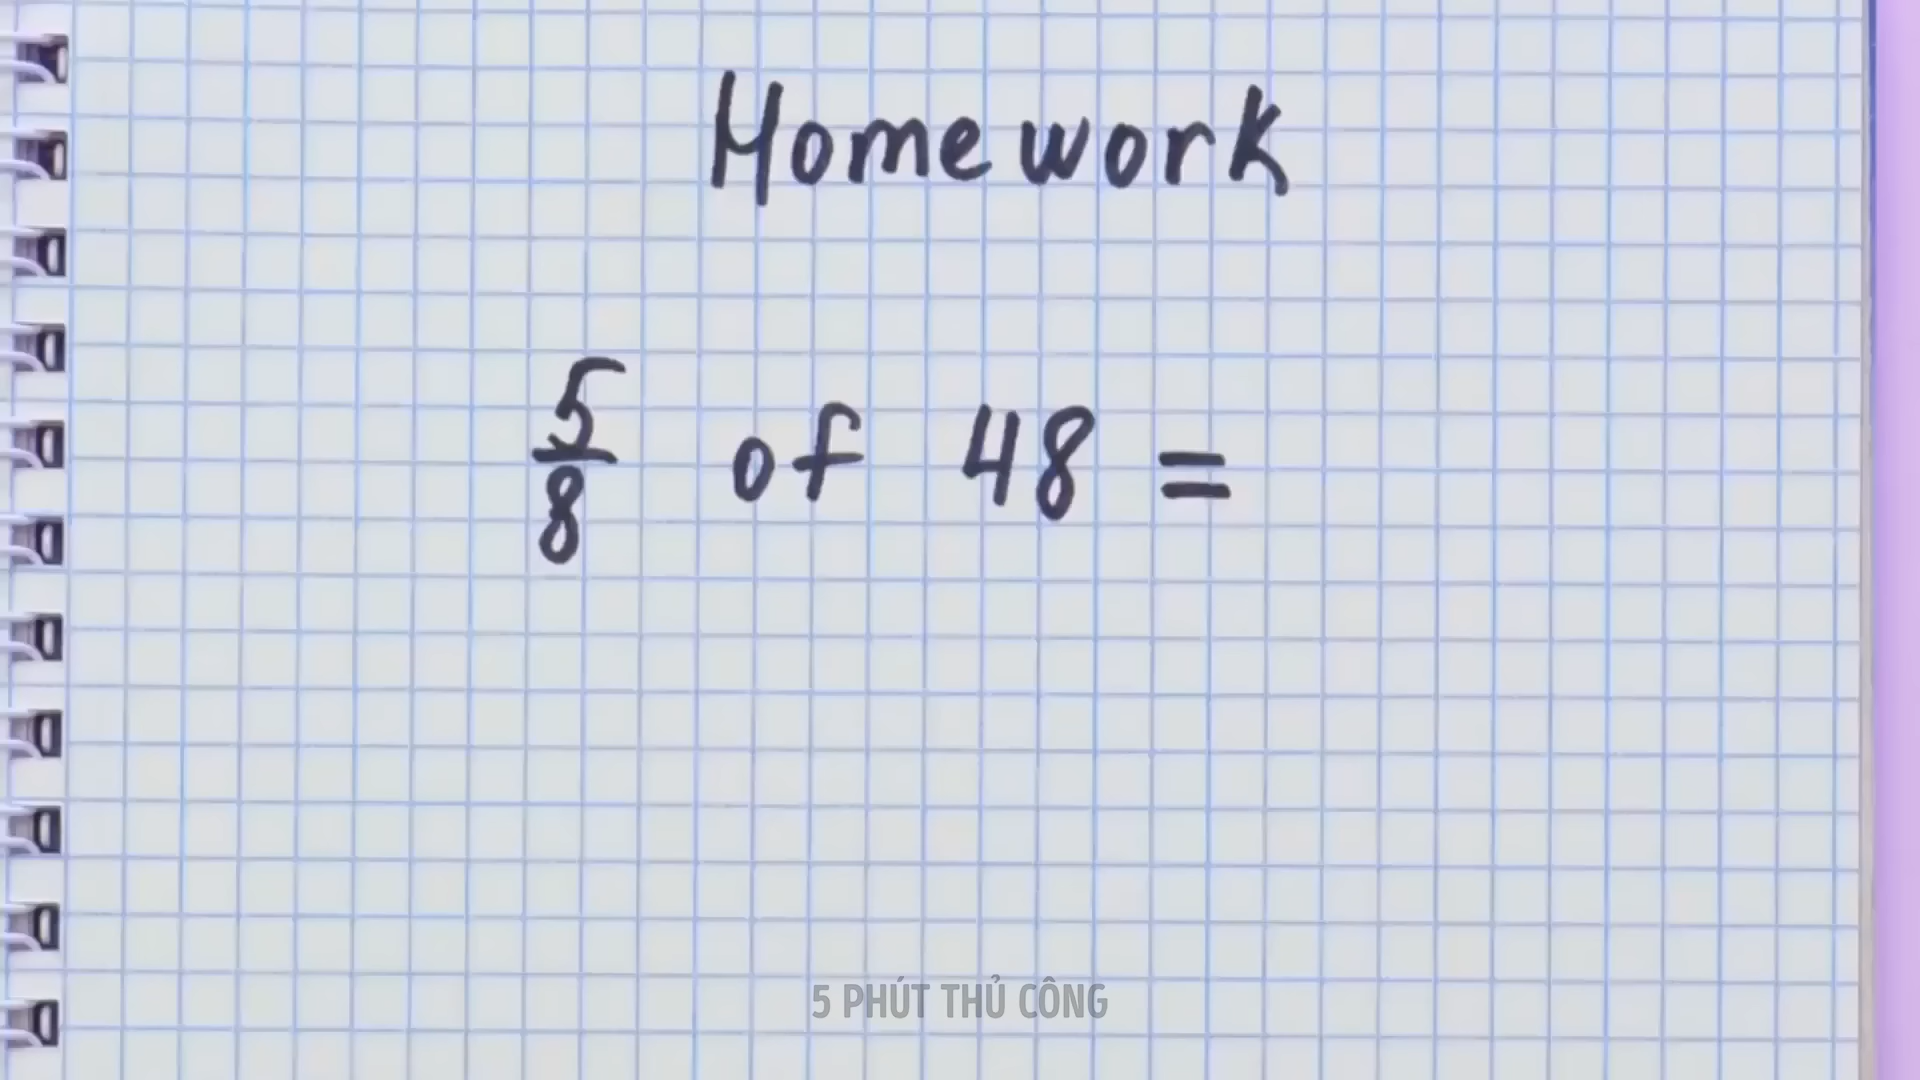 Homework
5/8 of 48 =
5 PHÚT THỦ CÔNG